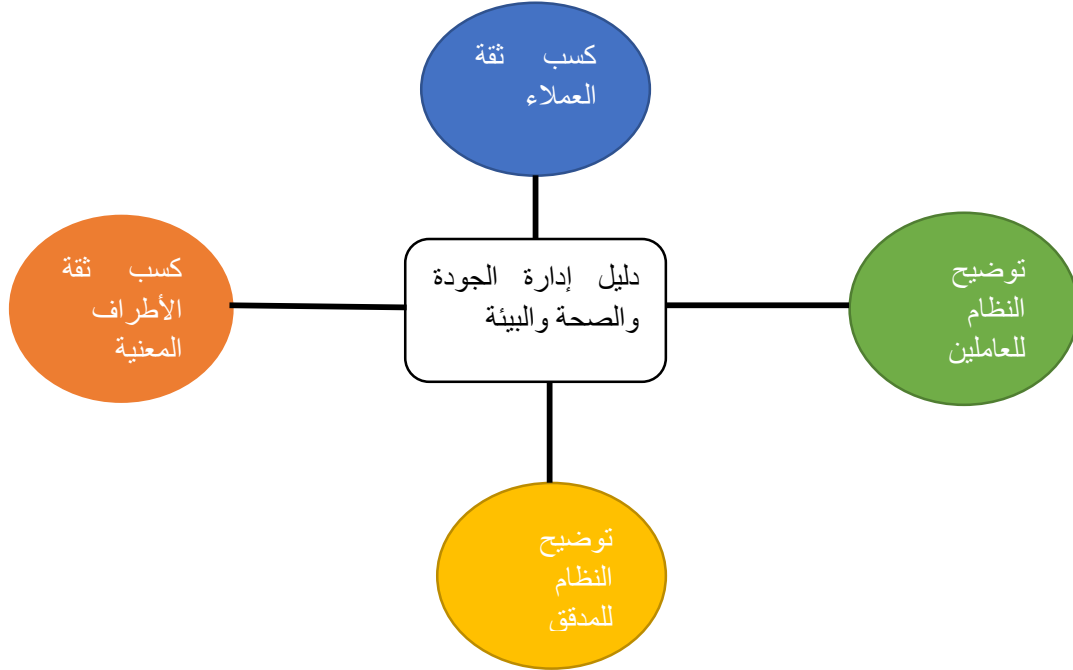 كسب ثقة
العملاء
توضيح
النظام
للعاملين
دليل إدارة الجودة
والصحة والبيئة
كسب ثقة
الأطراف
المعنية
توضيح
النظام
للمدقق